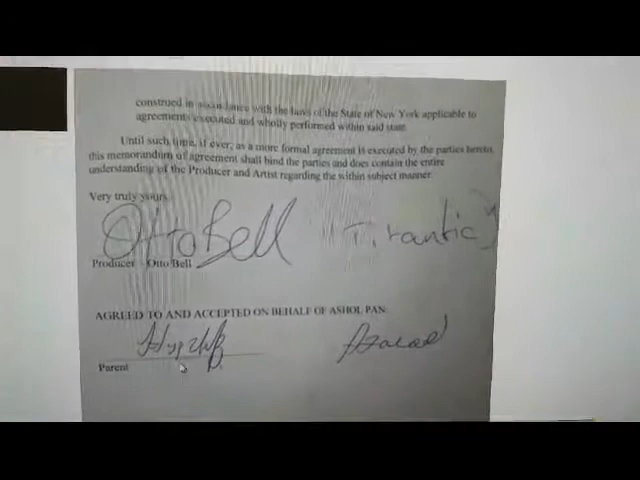 construed in accordance with the laws of the State of New York applicable to
agreements executed and wholly performed within said state.
Until such time, if ever, as a more formal agreement is executed by the parties hereto,
this memorandum of agreement shall bind the parties and does contain the entire
understanding of the Producer and Artist regarding the within subject manner.
Very truly yours
Otto Bell "Titantic"
Producer - Otto Bell
AGREED TO AND ACCEPTED ON BEHALF OF ASHOL PAN:
Parent